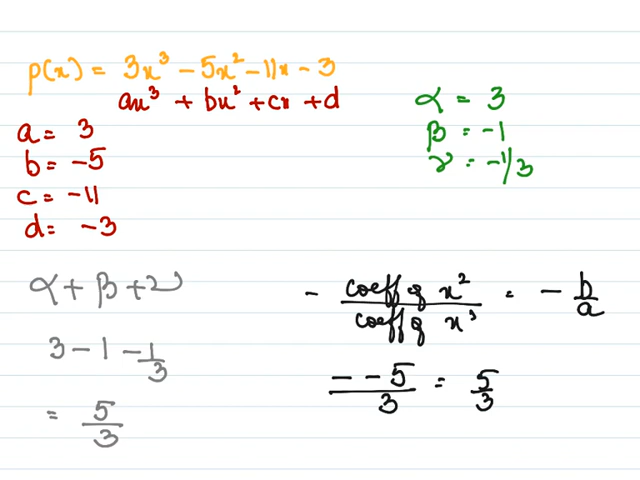 p(x) = 3x³ - 5x² - 11x - 3
ax³ + bx² + cx + d
a = 3
b = -5
c = -11
d = -3
α = 3
β = -1
γ = -1/3
α + β + γ
3 - 1 - 1/3
= 5/3
- coeff of x² / coeff of x³ = - b/a
- -5 / 3 = 5/3